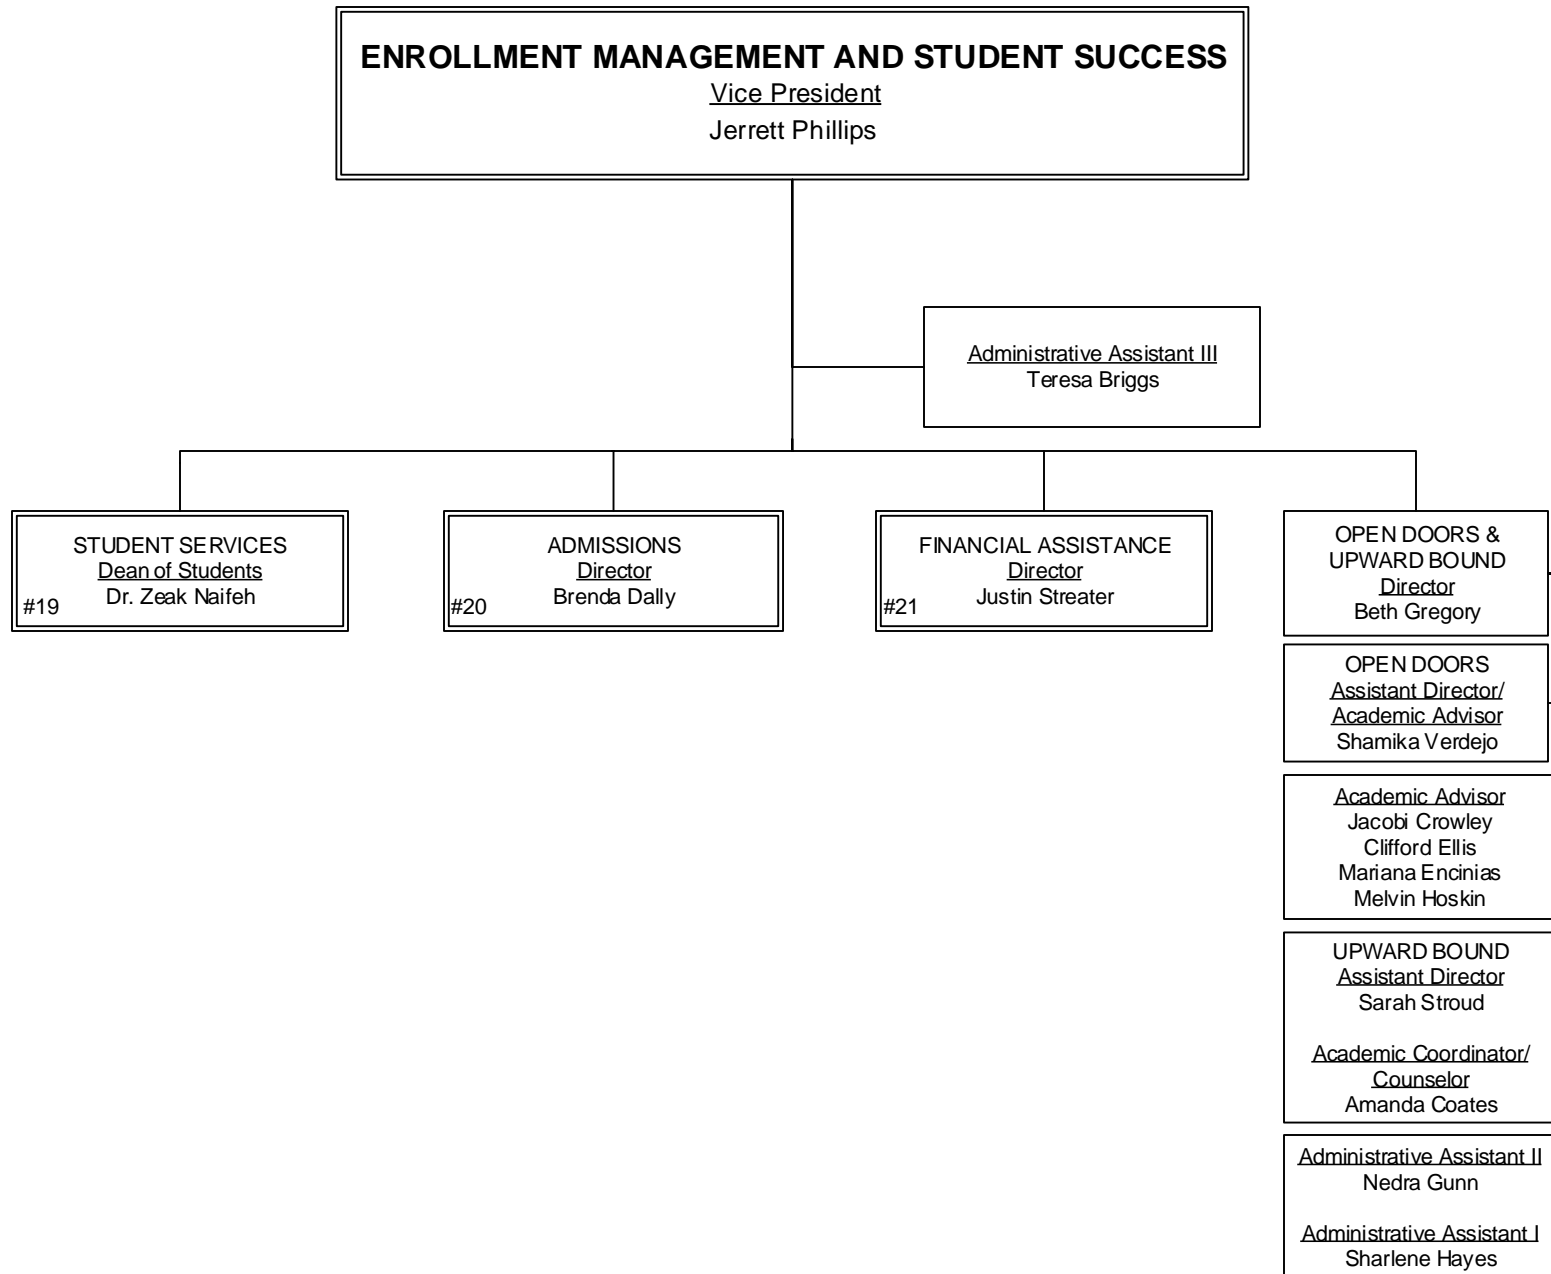 ENROLLMENT MANAGEMENT AND STUDENT SUCCESS
Vice President
Jerrett Phillips
Administrative Assistant III
Teresa Briggs
STUDENT SERVICES
Dean of Students
Dr. Zeak Naifeh
#19
ADMISSIONS
Director
Brenda Dally
#20
FINANCIAL ASSISTANCE
Director
Justin Streater
#21
OPEN DOORS &
UPWARD BOUND
Director
Beth Gregory
OPEN DOORS
Assistant Director/
Academic Advisor
Shamika Verdejo
Academic Advisor
Jacobi Crowley
Clifford Ellis
Mariana Encinias
Melvin Hoskin
UPWARD BOUND
Assistant Director
Sarah Stroud
Academic Coordinator/
Counselor
Amanda Coates
Administrative Assistant II
Nedra Gunn
Administrative Assistant I
Sharlene Hayes